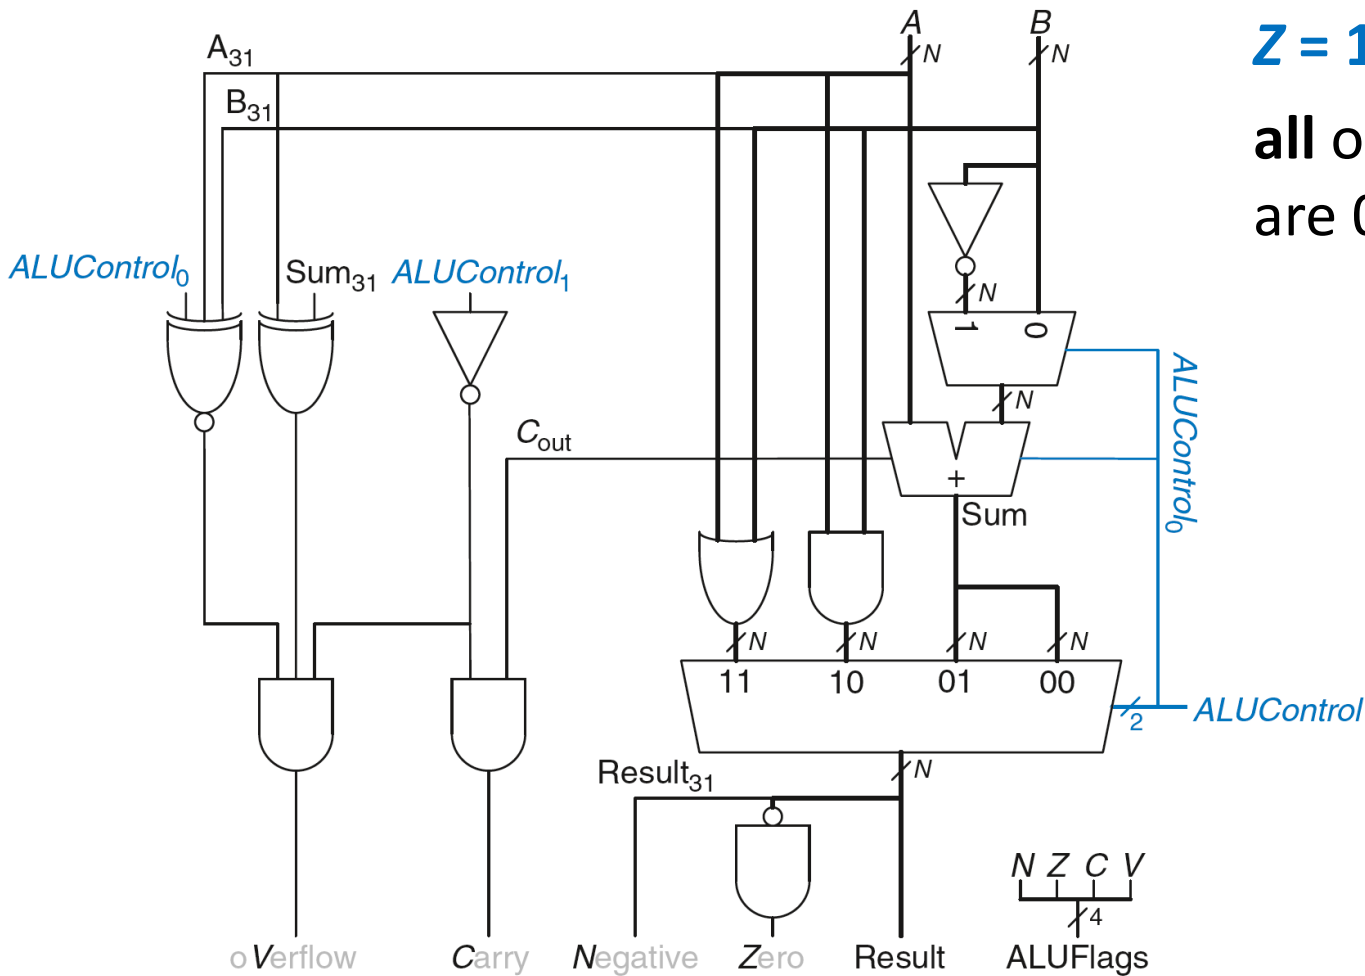 A B
N N
A31
B31
Z = 1
all o
are 0
ALUControl0 Sum31 ALUControl1
N
1 0
N
ALUControl0
Cout
+
Sum
N N N N
11 10 01 00
2 ALUControl
Result31 N
N Z C V
4
oVerflow Carry Negative Zero Result ALUFlags